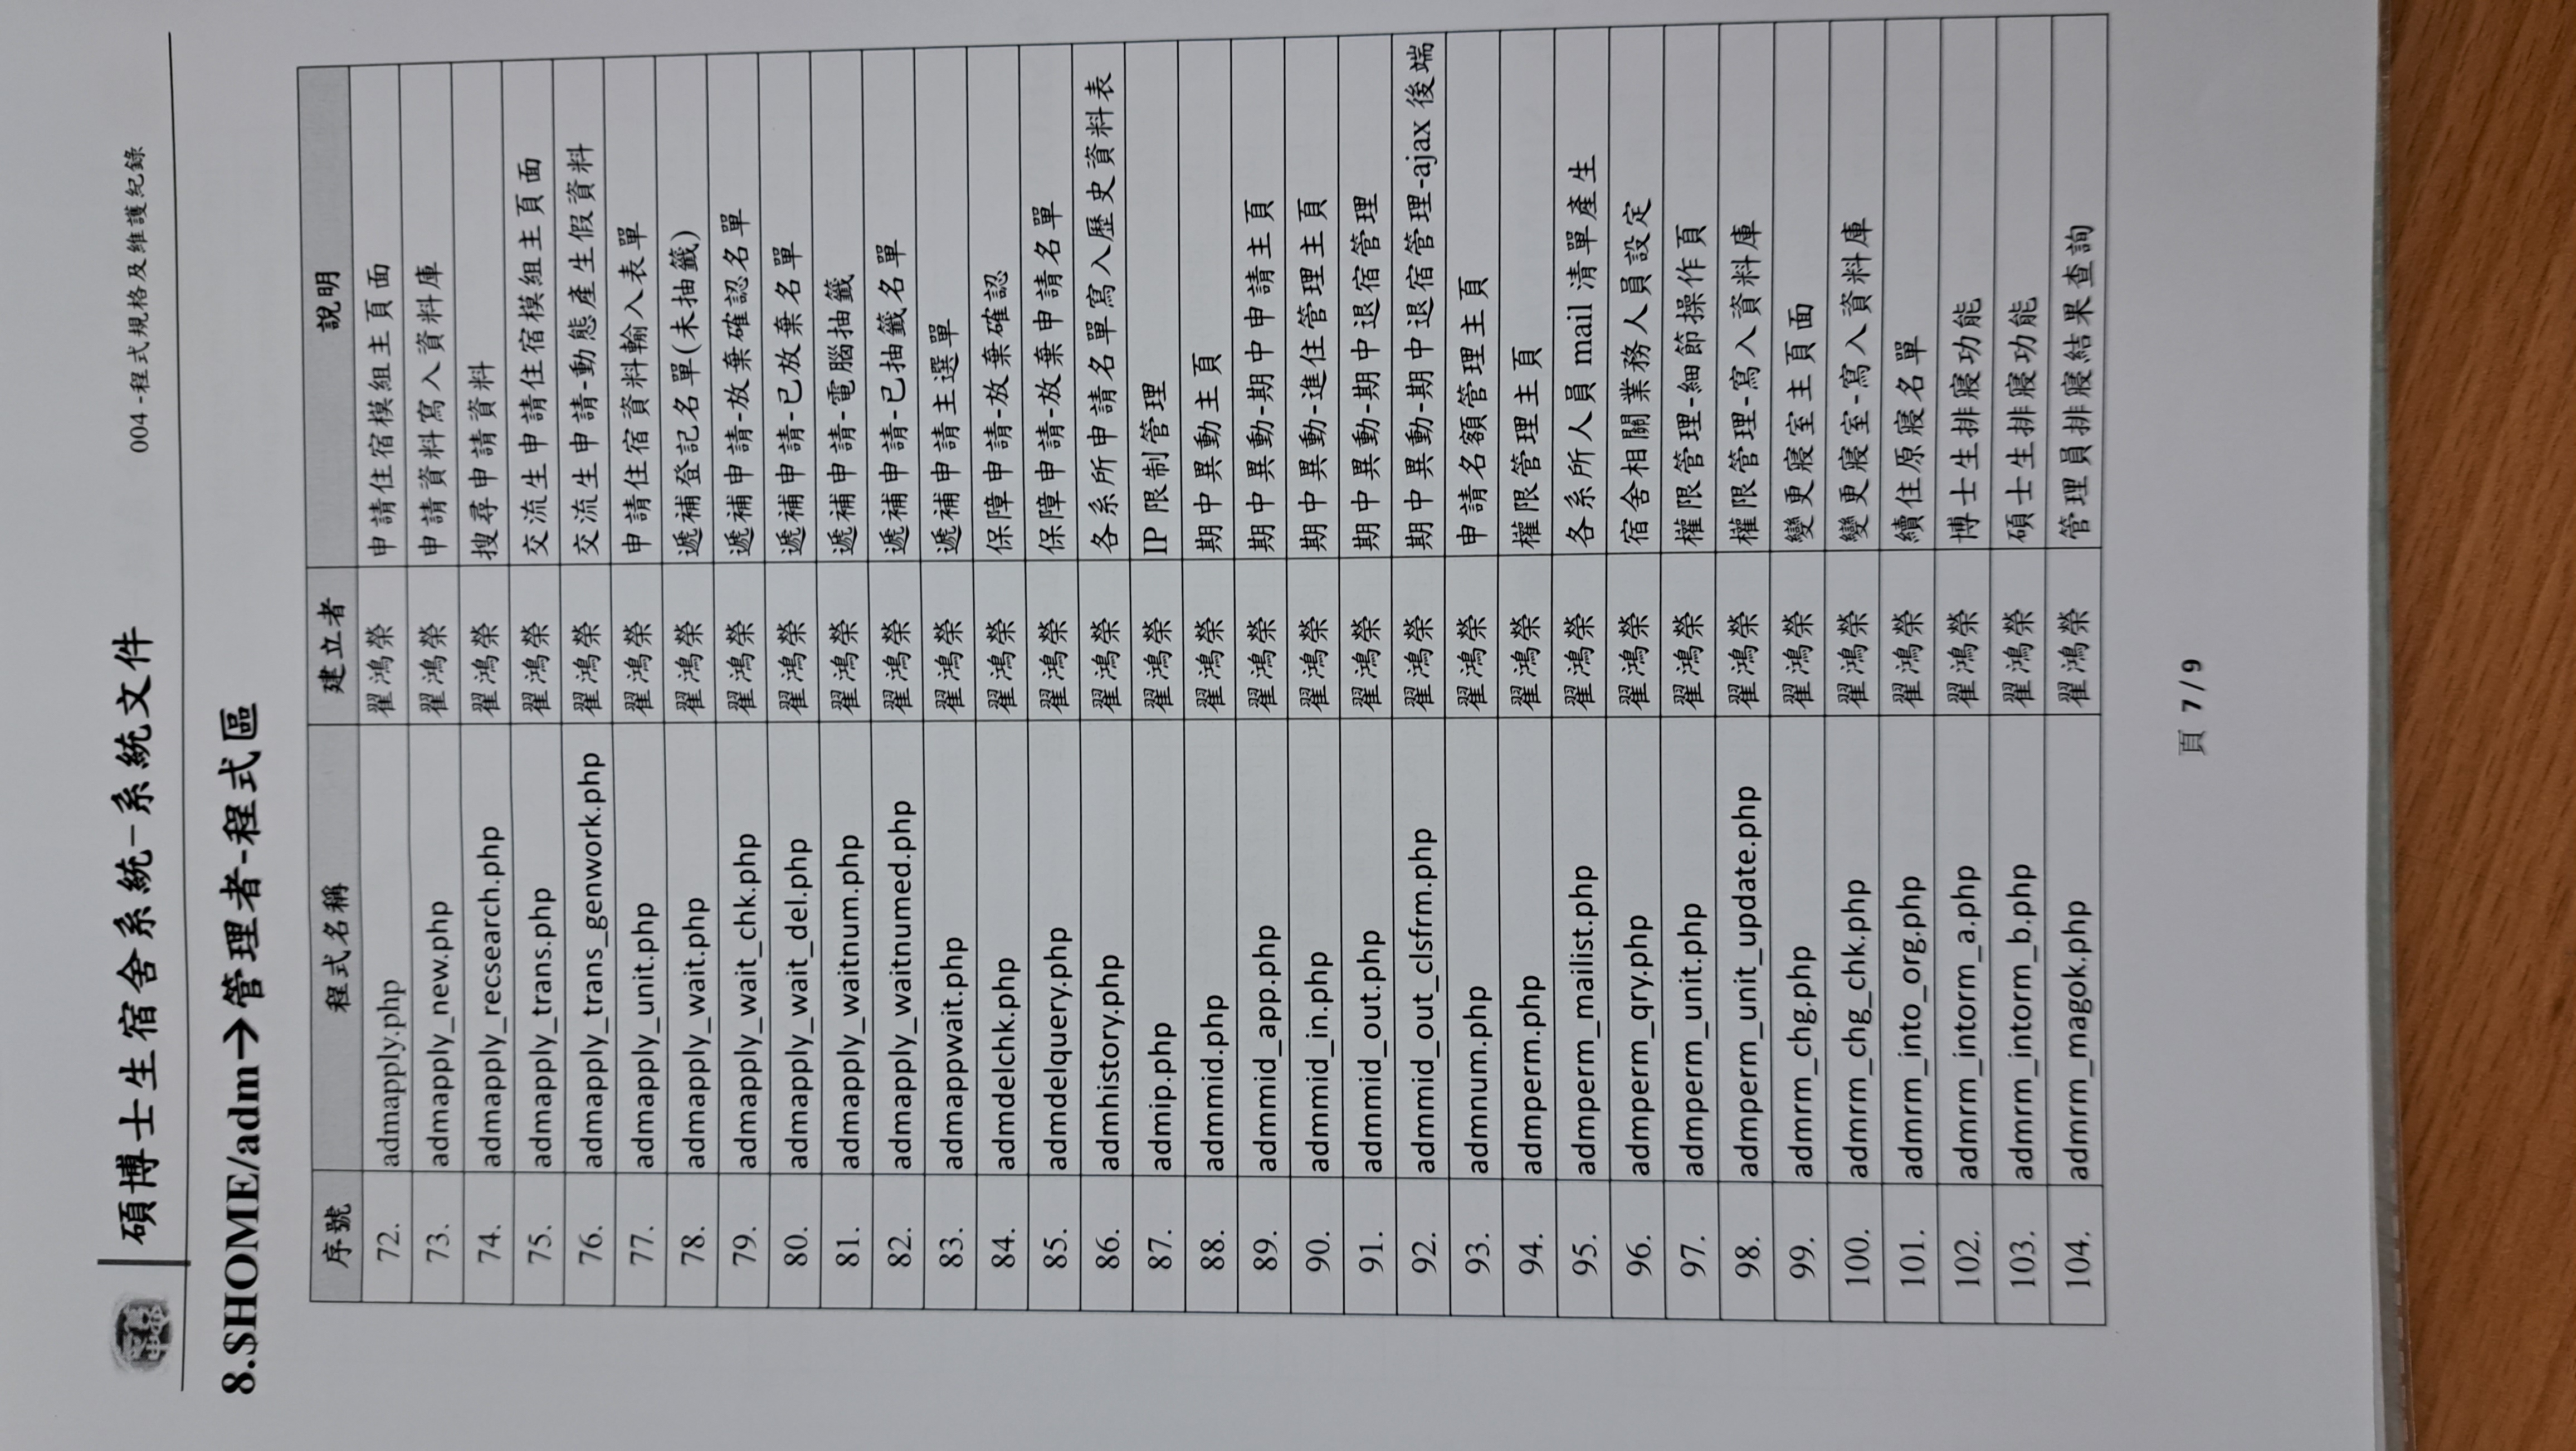 碩博士生宿舍系統-系統文件 004 -程式規格及維護紀錄
8.$HOME/adm→管理者-程式區
序號 程式名稱 建立者 說明
72. admapply.php 翟鴻榮 申請住宿模組主頁面
73. admapply_new.php 翟鴻榮 申請資料寫入資料庫
74. admapply_recsearch.php 翟鴻榮 搜尋申請資料
75. admapply_trans.php 翟鴻榮 交流生申請住宿模組主頁面
76. admapply_trans_genwork.php 翟鴻榮 交流生申請-動態產生假資料
77. admapply_unit.php 翟鴻榮 申請住宿資料輸入表單
78. admapply_wait.php 翟鴻榮 遞補登記名單(未抽籤)
79. admapply_wait_chk.php 翟鴻榮 遞補申請-放棄確認名單
80. admapply_wait_del.php 翟鴻榮 遞補申請-已放棄名單
81. admapply_waitnum.php 翟鴻榮 遞補申請-電腦抽籤
82. admapply_waitnumed.php 翟鴻榮 遞補申請-已抽籤名單
83. admappwait.php 翟鴻榮 遞補申請主選單
84. admdelchk.php 翟鴻榮 保障申請-放棄確認
85. admdelquery.php 翟鴻榮 保障申請-放棄申請名單
86. admhistory.php 翟鴻榮 各系所申請名單寫入歷史資料表
87. admip.php 翟鴻榮 IP 限制管理
88. admmid.php 翟鴻榮 期中異動主頁
89. admmid_app.php 翟鴻榮 期中異動-期中申請主頁
90. admmid_in.php 翟鴻榮 期中異動-進住管理主頁
91. admmid_out.php 翟鴻榮 期中異動-期中退宿管理
92. admmid_out_clsfrm.php 翟鴻榮 期中異動-期中退宿管理-ajax 後端
93. admnum.php 翟鴻榮 申請名額管理主頁
94. admperm.php 翟鴻榮 權限管理主頁
95. admperm_mailist.php 翟鴻榮 各系所人員 mail 清單產生
96. admperm_qry.php 翟鴻榮 宿舍相關業務人員設定
97. admperm_unit.php 翟鴻榮 權限管理-細節操作頁
98. admperm_unit_update.php 翟鴻榮 權限管理-寫入資料庫
99. admrm_chg.php 翟鴻榮 變更寢室主頁面
100. admrm_chg_chk.php 翟鴻榮 變更寢室-寫入資料庫
101. admrm_into_org.php 翟鴻榮 續住原寢名單
102. admrm_intorm_a.php 翟鴻榮 博士生排寢功能
103. admrm_intorm_b.php 翟鴻榮 碩士生排寢功能
104. admrm_magok.php 翟鴻榮 管理員排寢結果查詢
頁 7 / 9